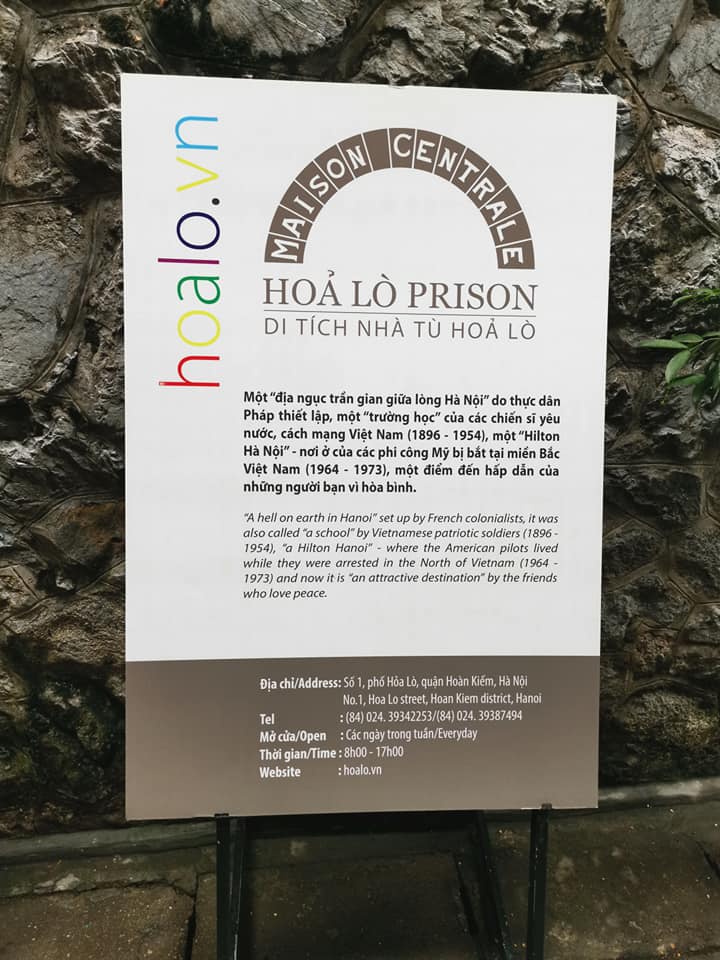 hoalo.vn
MAISON CENTRALE
HOẢ LÒ PRISON
DI TÍCH NHÀ TÙ HOẢ LÒ
Một “địa ngục trần gian giữa lòng Hà Nội” do thực dân
Pháp thiết lập, một “trường học” của các chiến sĩ yêu
nước, cách mạng Việt Nam (1896 - 1954), một “Hilton
Hà Nội” - nơi ở của các phi công Mỹ bị bắt tại miền Bắc
Việt Nam (1964 - 1973), một điểm đến hấp dẫn của
những người bạn vì hòa bình.
“A hell on earth in Hanoi” set up by French colonialists, it was
also called “a school” by Vietnamese patriotic soldiers (1896 -
1954), “a Hilton Hanoi” - where the American pilots lived
while they were arrested in the North of Vietnam (1964 -
1973) and now it is “an attractive destination” by the friends
who love peace.
Địa chỉ/Address: Số 1, phố Hỏa Lò, quận Hoàn Kiếm, Hà Nội
No.1, Hoa Lo street, Hoan Kiem district, Hanoi
Tel : (84) 024. 39342253/(84) 024. 39387494
Mở cửa/Open : Các ngày trong tuần/Everyday
Thời gian/Time : 8h00 - 17h00
Website : hoalo.vn